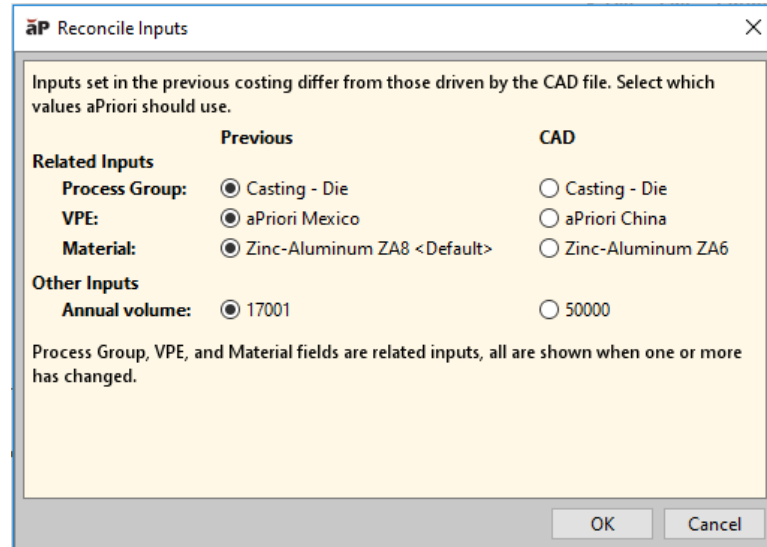 āP Reconcile Inputs
Inputs set in the previous costing differ from those driven by the CAD file. Select which
values aPriori should use.
Previous CAD
Related Inputs
Process Group: Casting - Die Casting - Die
VPE: aPriori Mexico aPriori China
Material: Zinc-Aluminum ZA8 <Default> Zinc-Aluminum ZA6
Other Inputs
Annual volume: 17001 50000
Process Group, VPE, and Material fields are related inputs, all are shown when one or more
has changed.
OK Cancel